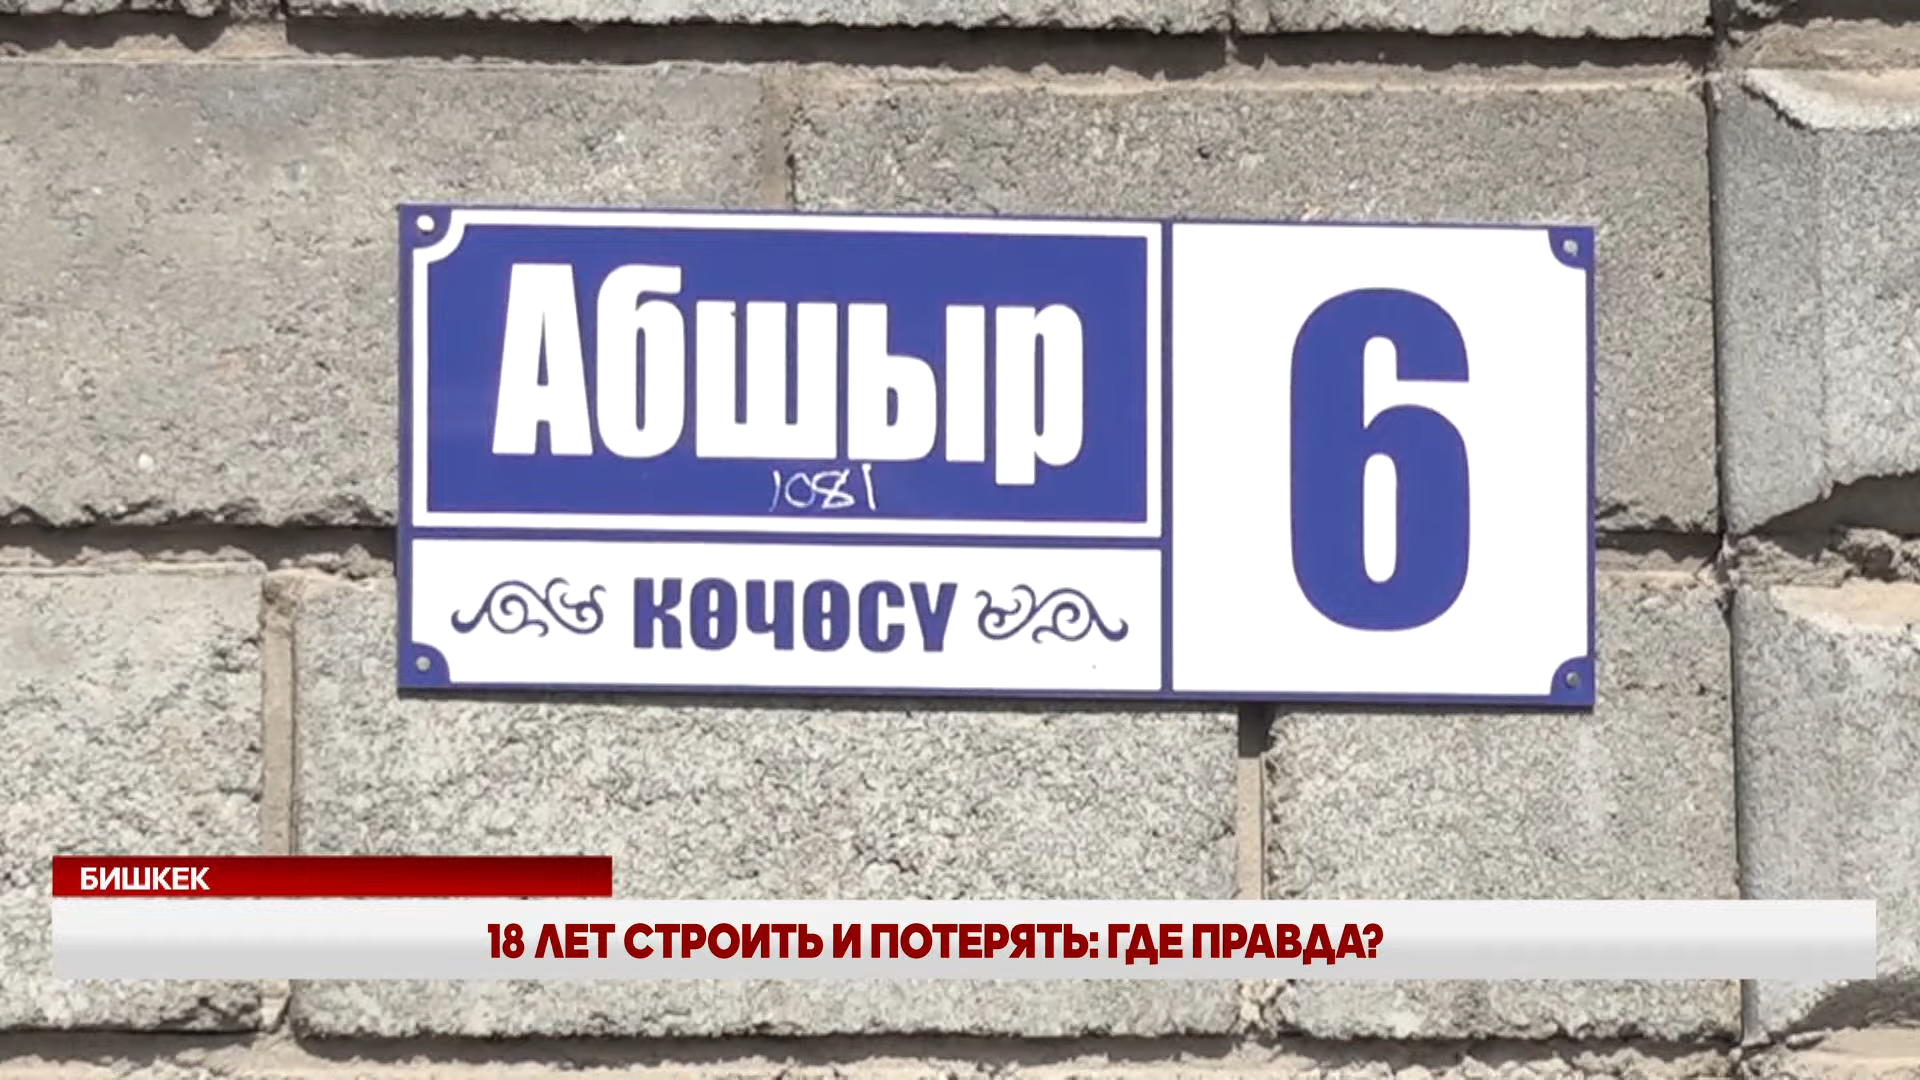 Абшыр
1081
көчөсү
6
БИШКЕК
18 ЛЕТ СТРОИТЬ И ПОТЕРЯТЬ: ГДЕ ПРАВДА?